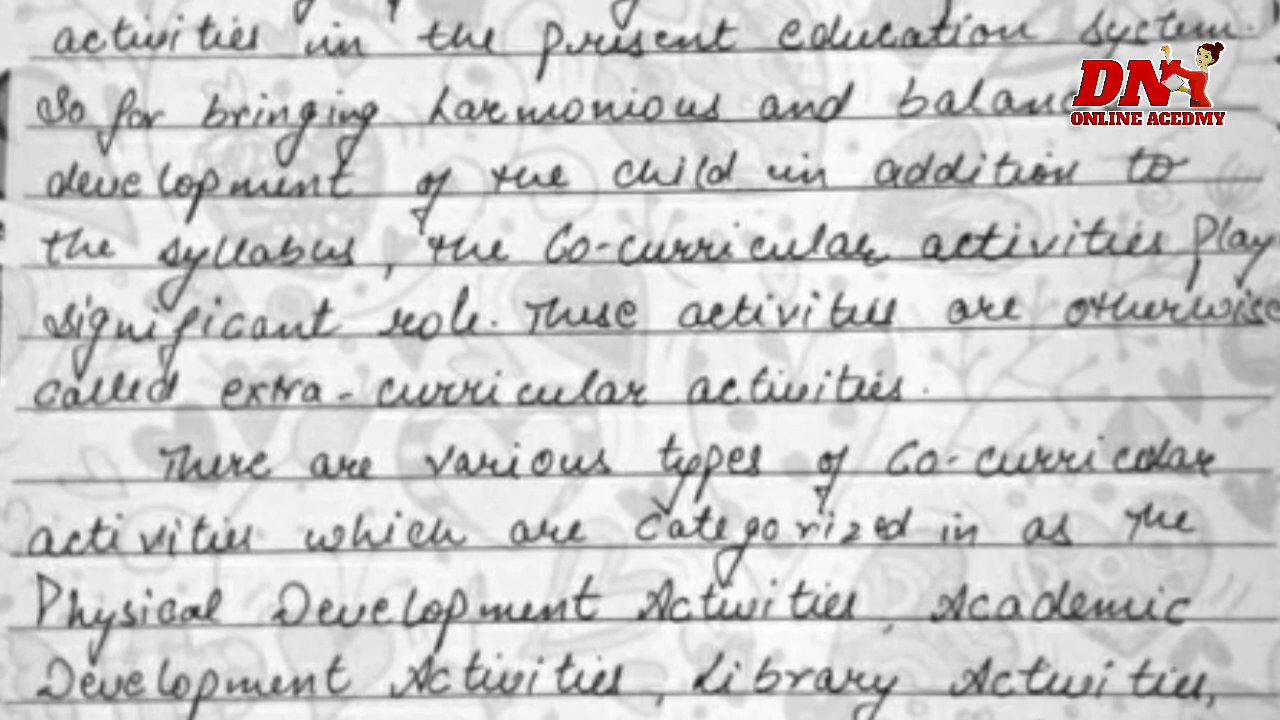 activities in the present education system.
So for bringing harmonious and balanc
development of the child in addition to
the syllabus, the Co-curricular activities Play
significant role. These activities are otherwise
called extra-curricular activities.
There are various types of Co-curricular
activities which are categorized in as the
Physical Development Activities, Academic
Development Activities, Library Activities,
DN
ONLINE ACEDMY